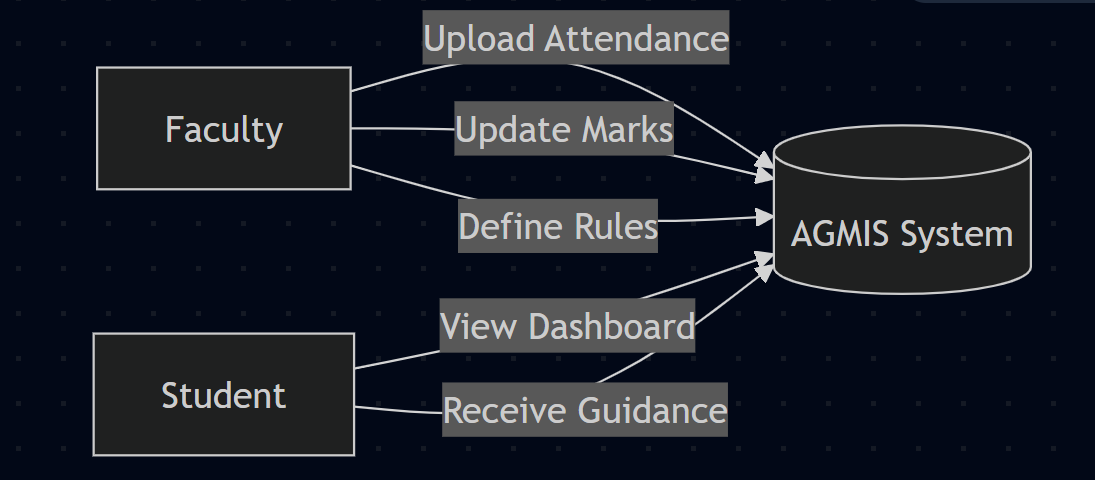 Upload Attendance
Faculty
Update Marks
Define Rules
AGMIS System
View Dashboard
Student
Receive Guidance